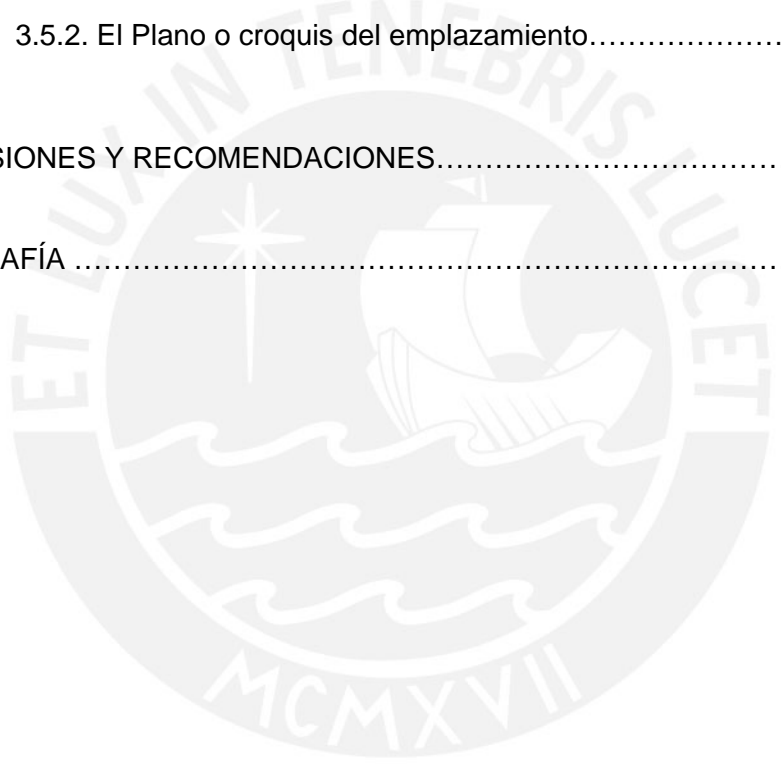 3.5.2. El Plano o croquis del emplazamiento…………………
SIONES Y RECOMENDACIONES……………………………
AFÍA ………………………………………………………………
ET LUX IN TENEBRIS LUCET
MCMXVII